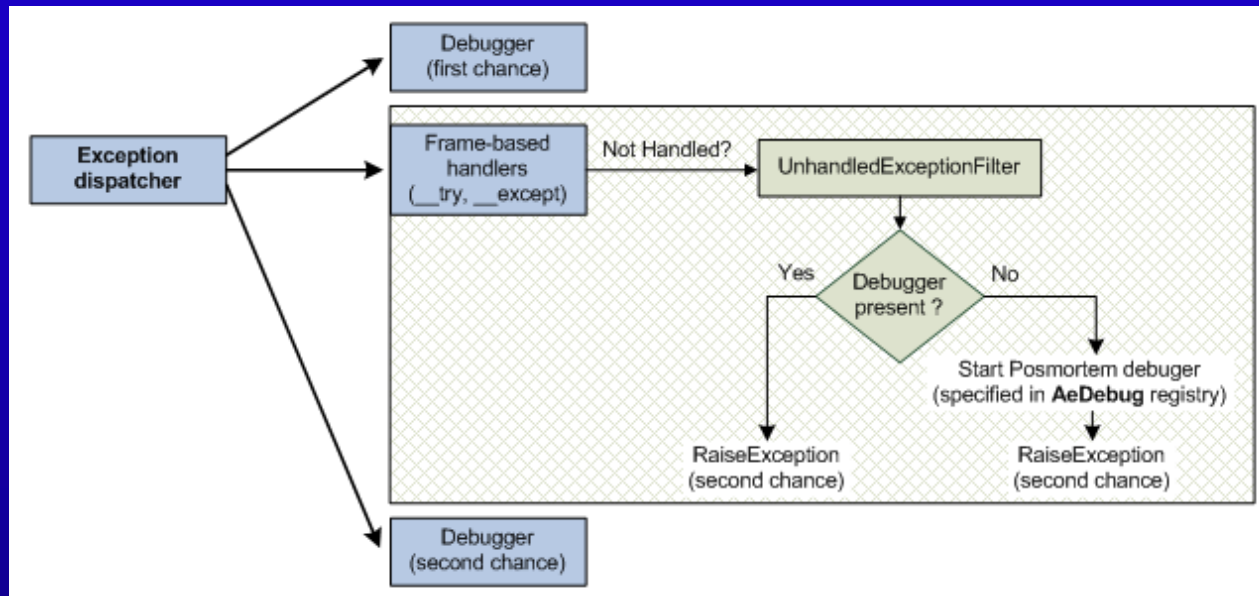 Debugger
(first chance)
Exception
dispatcher
Frame-based
handlers
(__try, __except)
Not Handled?
UnhandledExceptionFilter
Debugger
present ?
Yes
No
Start Posmortem debuger
(specified in AeDebug registry)
RaiseException
(second chance)
RaiseException
(second chance)
Debugger
(second chance)